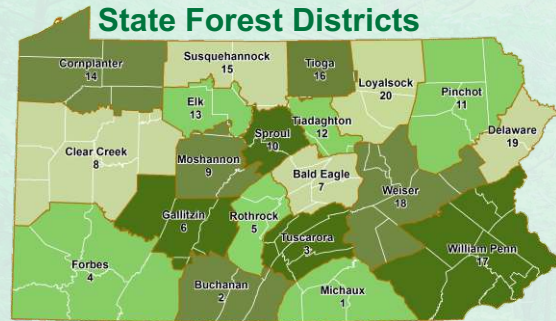 State Forest Districts
Cornplanter
14
Susquehannock
15
Tioga
16
Loyalsock
20
Pinchot
11
Elk
13
Tiadaghton
12
Sproul
10
Delaware
19
Clear Creek
8
Moshannon
9
Bald Eagle
7
Weiser
18
Gallitzin
6
Rothrock
5
Tuscarora
3
William Penn
17
Forbes
4
Buchanan
2
Michaux
1